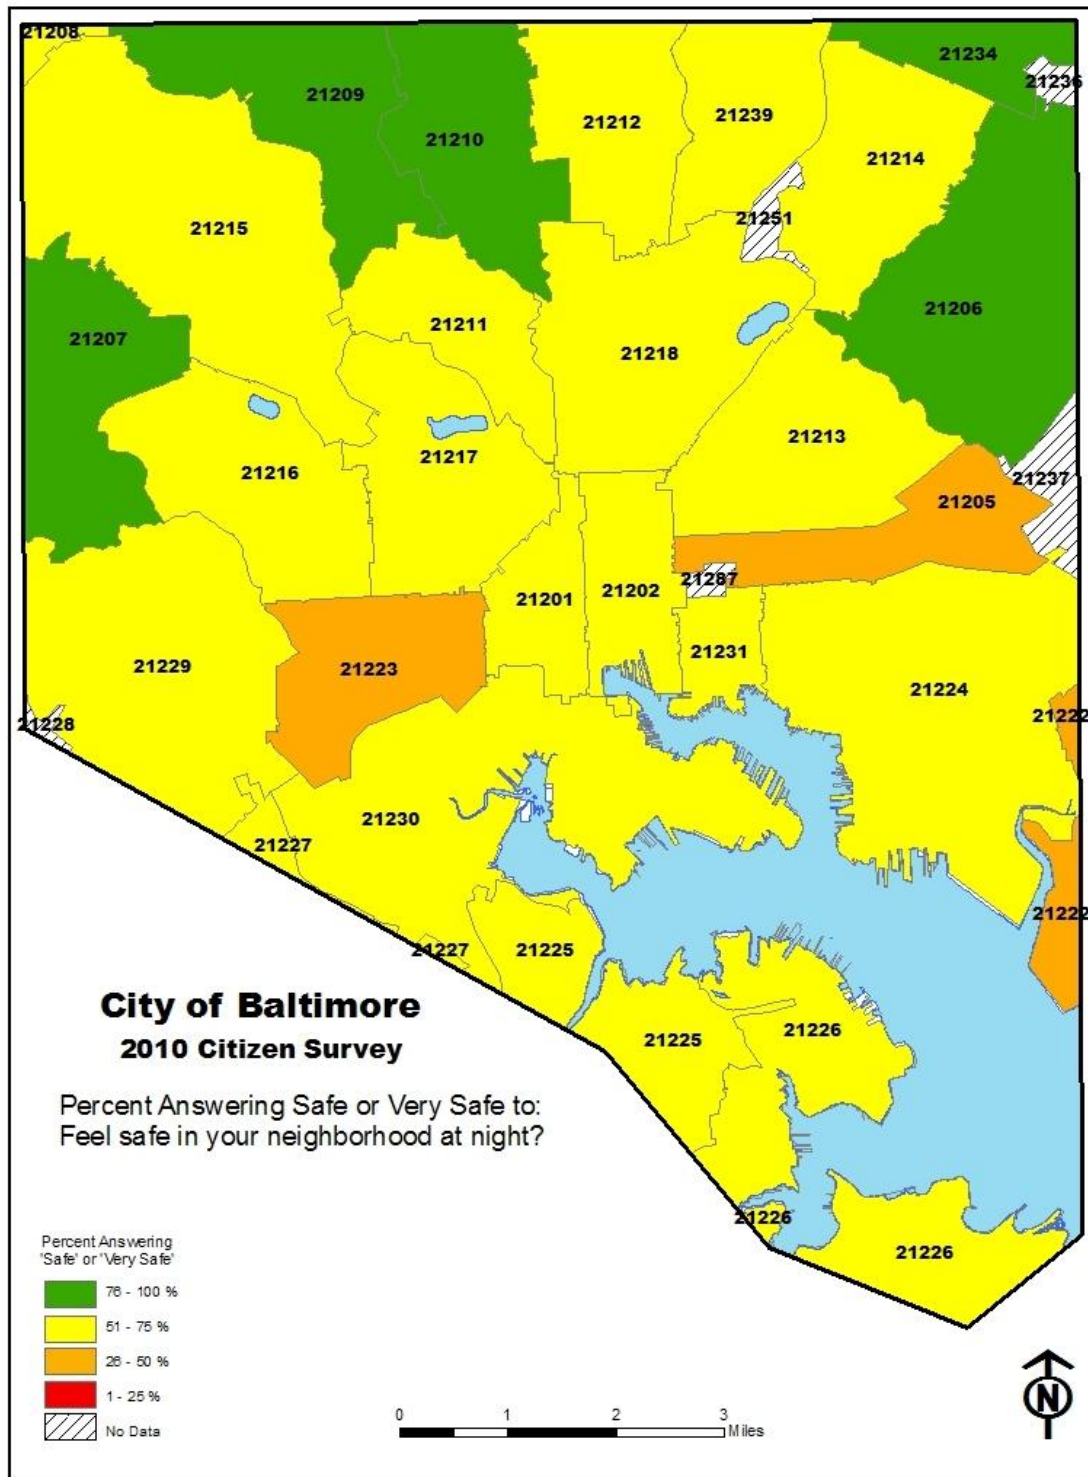 21208
21234
21236
21209
21212
21239
21210
21214
21251
21215
21206
21207
21211
21218
21213
21217
21216
21237
21205
21287
21202
21201
21231
21229
21223
21224
21228
21222
21230
21227
21222
21227
21225
City of Baltimore
2010 Citizen Survey
21226
21225
Percent Answering Safe or Very Safe to:
Feel safe in your neighborhood at night?
21226
21226
Percent Answering
'Safe' or 'Very Safe'
76 - 100 %
51 - 75 %
26 - 50 %
1 - 25 %
No Data
0 1 2 3
Miles
N